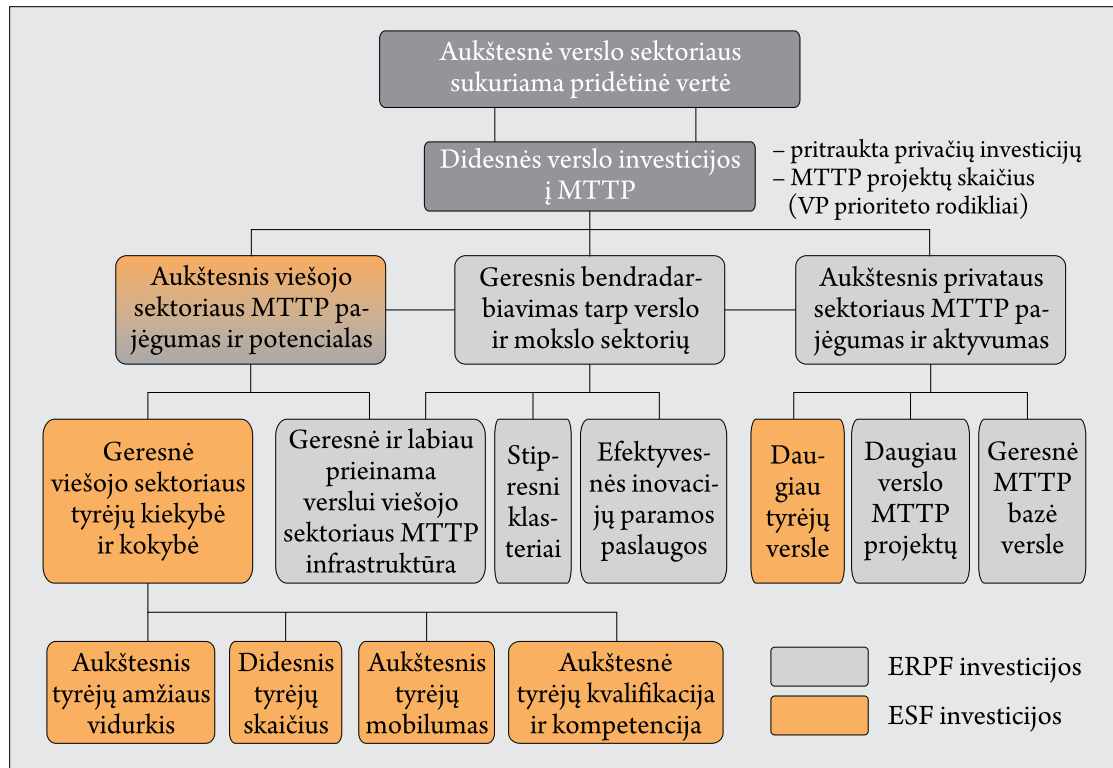 Aukštesnė verslo sektoriaus
sukuriama pridėtinė vertė
Didesnės verslo investicijos
į MTTP
– pritraukta privačių investicijų
– MTTP projektų skaičius
(VP prioriteto rodikliai)
Aukštesnis viešojo
sektoriaus MTTP pa-
jėgumas ir potencialas
Geresnis bendradar-
biavimas tarp verslo
ir mokslo sektorių
Aukštesnis privataus
sektoriaus MTTP pa-
jėgumas ir aktyvumas
Geresnė
viešojo sektoriaus
tyrėjų kiekybė
ir kokybė
Geresnė ir labiau
prieinama
verslui viešojo
sektoriaus MTTP
infrastruktūra
Stip-
resni
klas-
teriai
Efektyves-
nės inovaci-
jų paramos
paslaugos
Dau-
giau
tyrėjų
versle
Daugiau
verslo
MTTP
projektų
Geresnė
MTTP
bazė
versle
Aukštesnis
tyrėjų amžiaus
vidurkis
Didesnis
tyrėjų
skaičius
Aukštesnis
tyrėjų
mobilumas
Aukštesnė
tyrėjų kvalifikacija
ir kompetencija
ERPF investicijos
ESF investicijos